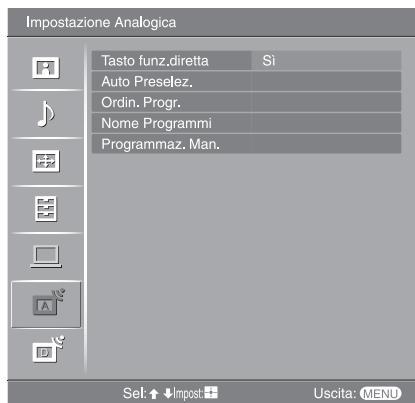 Impostazione Analogica
Tasto funz.diretta Sì
Auto Preselez.
Ordin. Progr.
Nome Programmi
Programmaz. Man.
A
D
Sel: Impost: Uscita: MENU